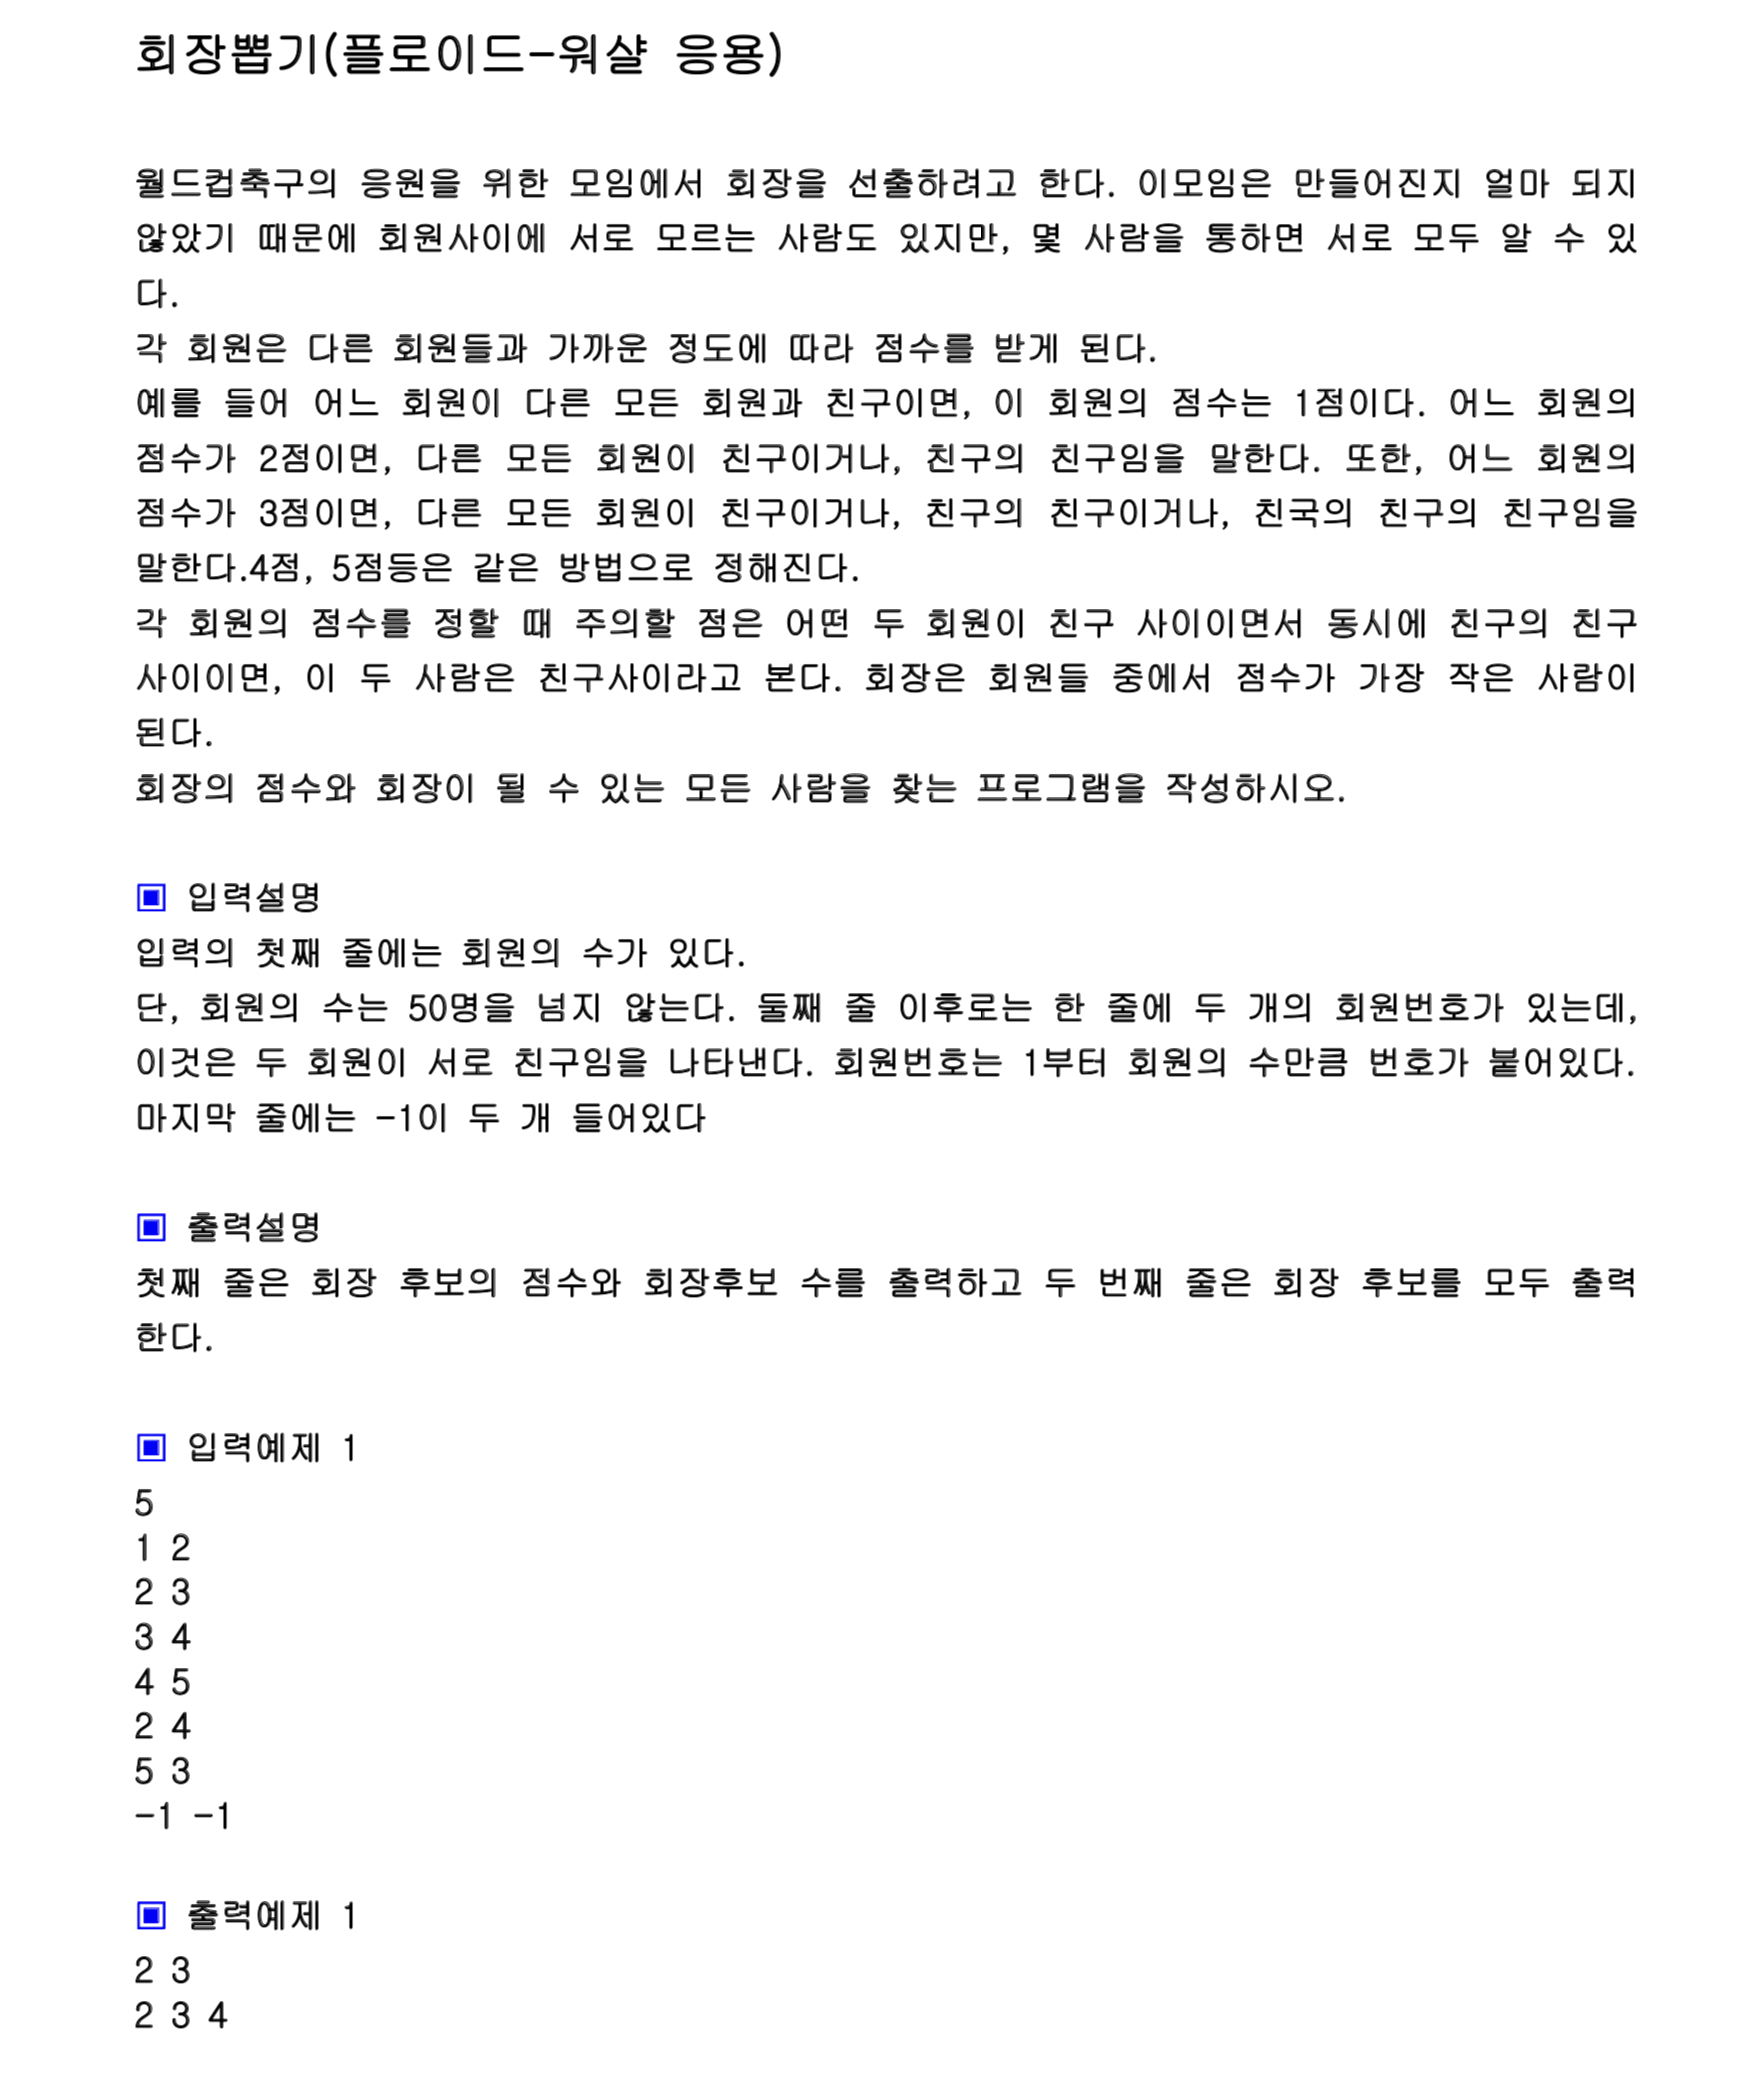 회장뽑기(플로이드-워샬 응용)
월드컵축구의 응원을 위한 모임에서 회장을 선출하려고 한다. 이모임은 만들어진지 얼마 되지
않았기 때문에 회원사이에 서로 모르는 사람도 있지만, 몇 사람을 통하면 서로 모두 알 수 있
다.
각 회원은 다른 회원들과 가까운 정도에 따라 점수를 받게 된다.
예를 들어 어느 회원이 다른 모든 회원과 친구이면, 이 회원의 점수는 1점이다. 어느 회원의
점수가 2점이면, 다른 모든 회원이 친구이거나, 친구의 친구임을 말한다. 또한, 어느 회원의
점수가 3점이면, 다른 모든 회원이 친구이거나, 친구의 친구이거나, 친국의 친구의 친구임을
말한다.4점, 5점등은 같은 방법으로 정해진다.
각 회원의 점수를 정할 때 주의할 점은 어떤 두 회원이 친구 사이이면서 동시에 친구의 친구
사이이면, 이 두 사람은 친구사이라고 본다. 회장은 회원들 중에서 점수가 가장 작은 사람이
된다.
회장의 점수와 회장이 될 수 있는 모든 사람을 찾는 프로그램을 작성하시오.
▣ 입력설명
입력의 첫째 줄에는 회원의 수가 있다.
단, 회원의 수는 50명을 넘지 않는다. 둘째 줄 이후로는 한 줄에 두 개의 회원번호가 있는데,
이것은 두 회원이 서로 친구임을 나타낸다. 회원번호는 1부터 회원의 수만큼 번호가 붙어있다.
마지막 줄에는 -1이 두 개 들어있다
▣ 출력설명
첫째 줄은 회장 후보의 점수와 회장후보 수를 출력하고 두 번째 줄은 회장 후보를 모두 출력
한다.
▣ 입력예제 1
5
1 2
2 3
3 4
4 5
2 4
5 3
-1 -1
▣ 출력예제 1
2 3
2 3 4